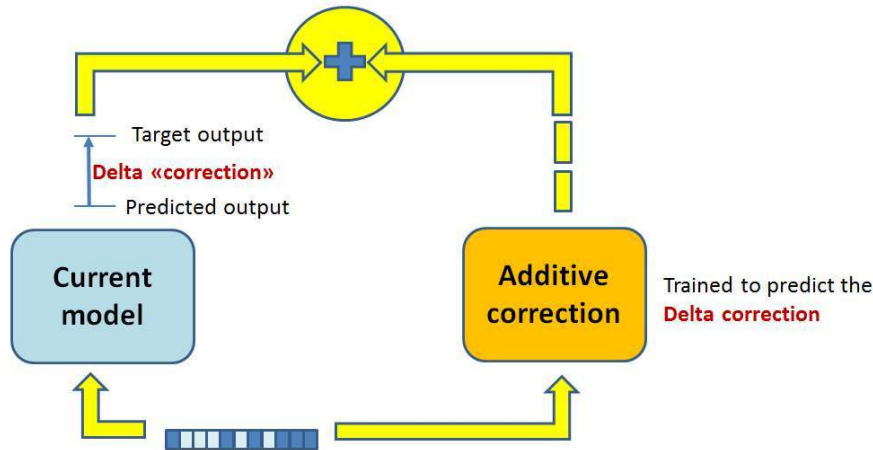 Target output
Delta «correction»
Predicted output
Current
model
Additive
correction
Trained to predict the
Delta correction